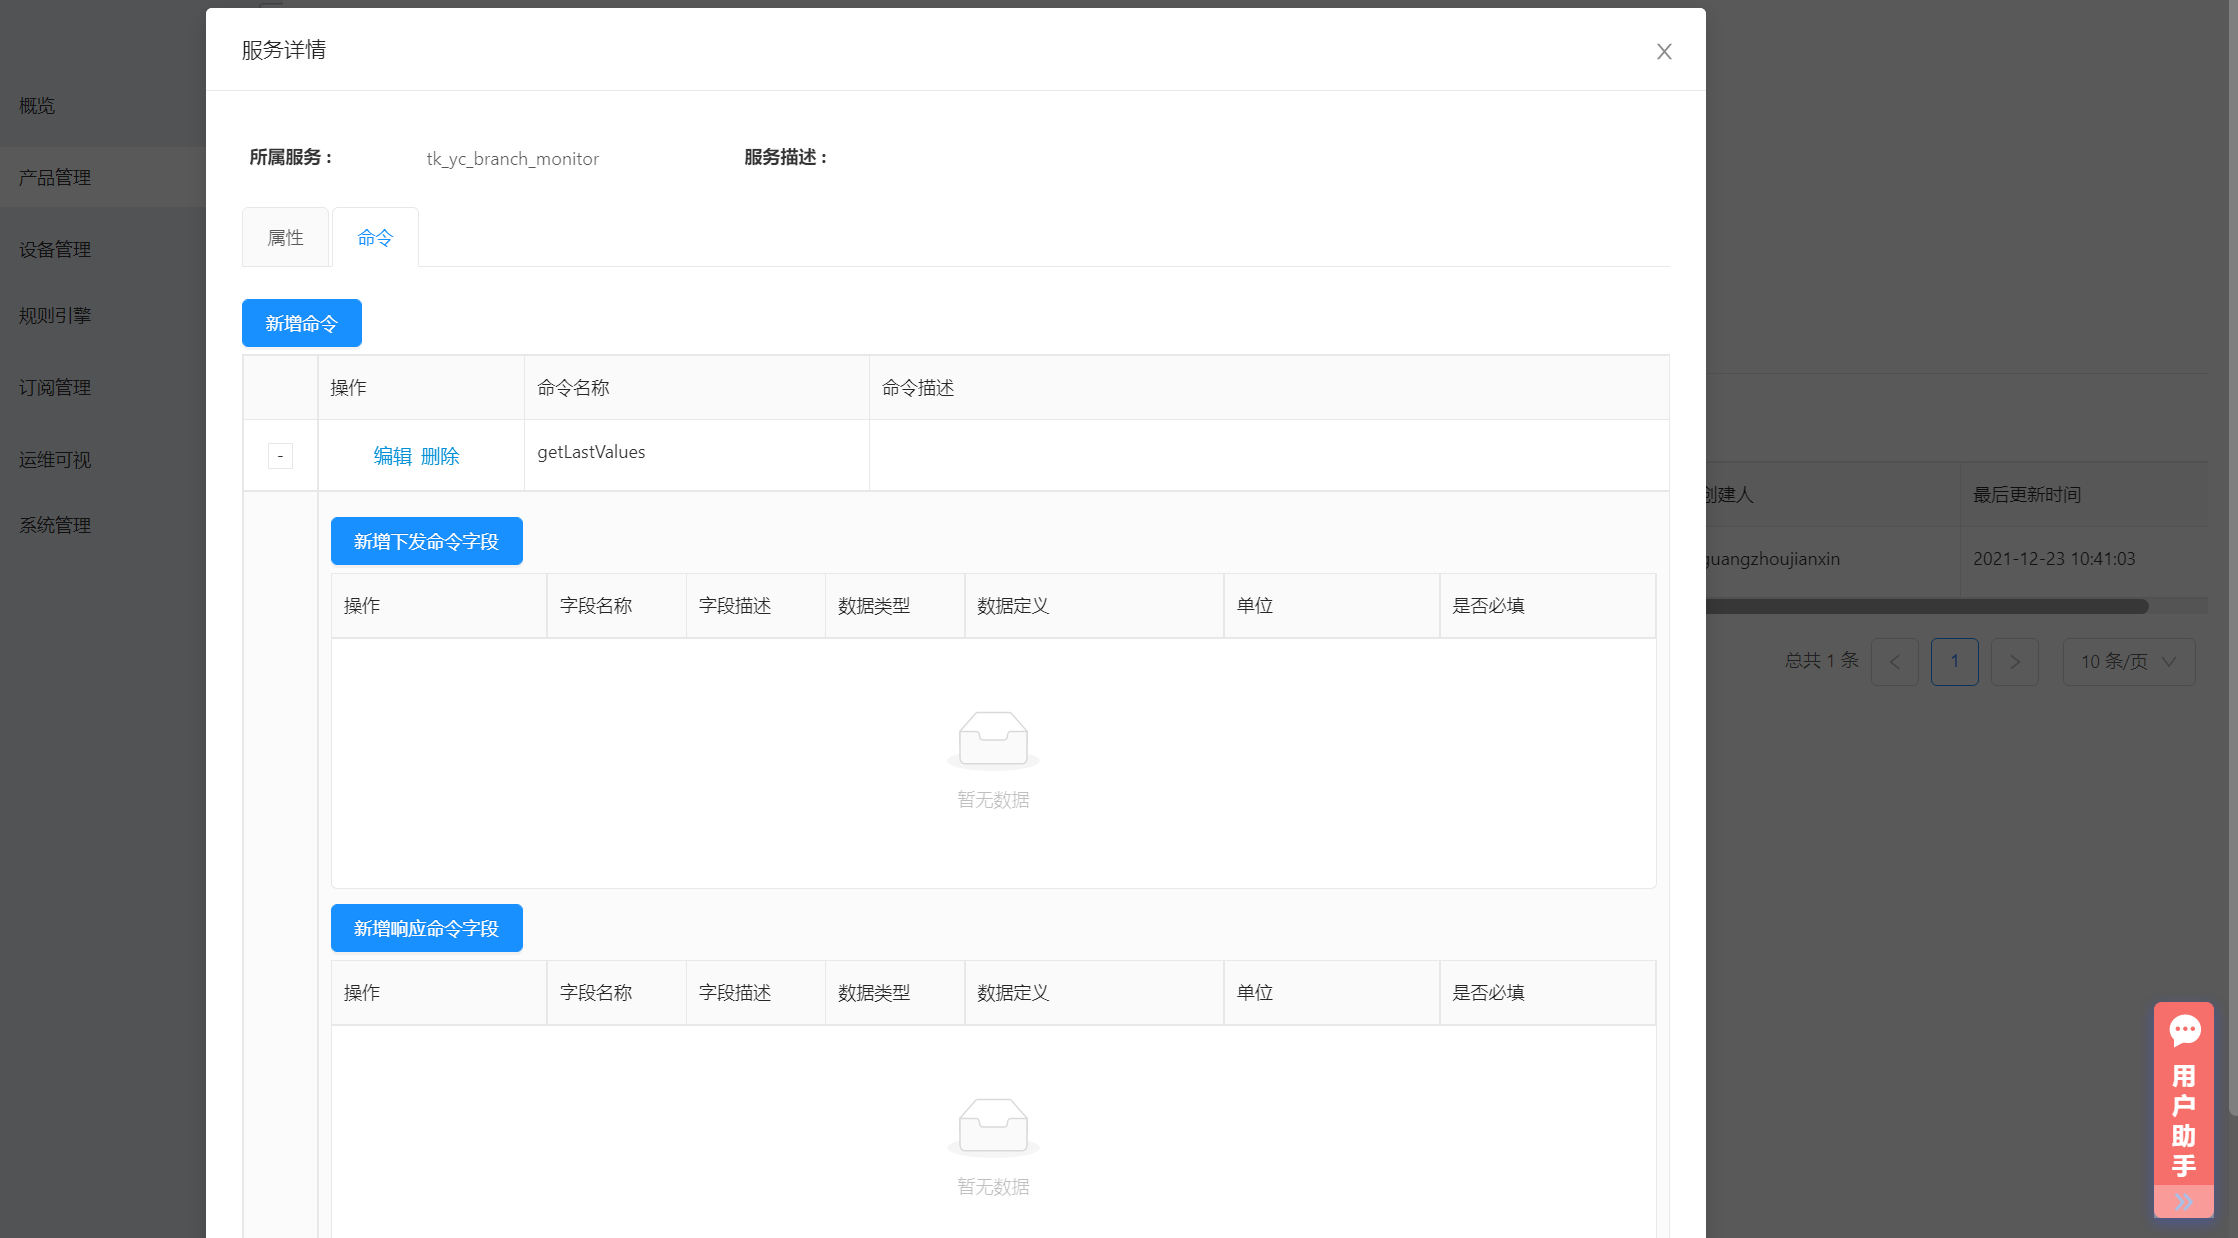 服务详情
概览
产品管理
设备管理
规则引擎
订阅管理
运维可视
系统管理
所属服务：
tk_yc_branch_monitor
服务描述：
属性
命令
新增命令
操作
命令名称
命令描述
-
编辑 删除
getLastValues
新增下发命令字段
操作
字段名称
字段描述
数据类型
数据定义
单位
是否必填
暂无数据
新增响应命令字段
操作
字段名称
字段描述
数据类型
数据定义
单位
是否必填
暂无数据
创建人
最后更新时间
guangzhoujianxin
2021-12-23 10:41:03
总共 1 条
1
10 条/页
用户助手